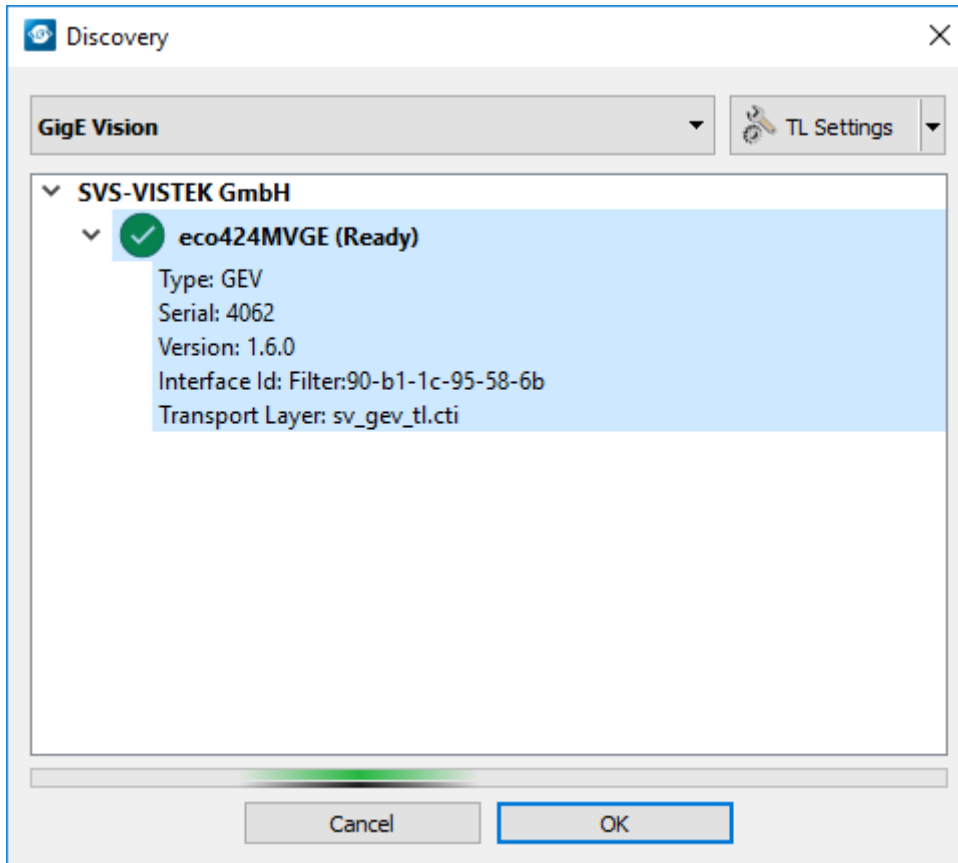 Discovery
GigE Vision
TL Settings
SVS-VISTEK GmbH
eco424MVGE (Ready)
Type: GEV
Serial: 4062
Version: 1.6.0
Interface Id: Filter:90-b1-1c-95-58-6b
Transport Layer: sv_gev_tl.cti
Cancel
OK